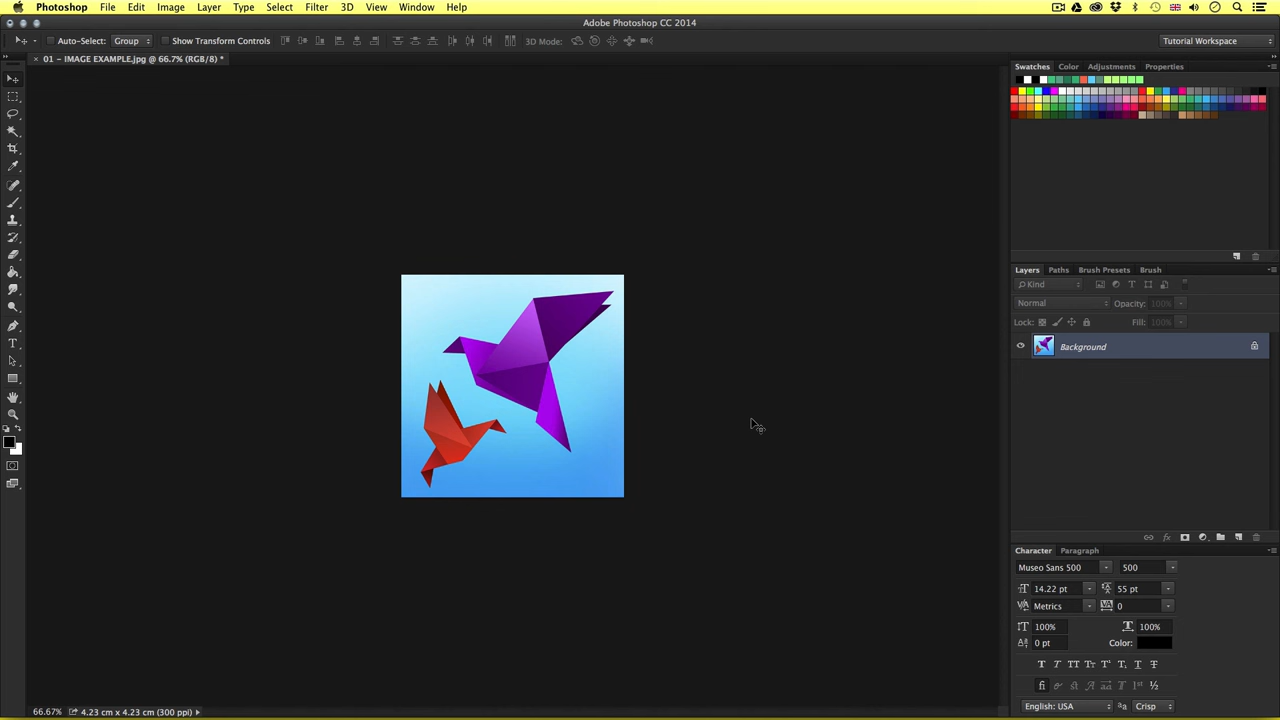 Photoshop File Edit Image Layer Type Select Filter 3D View Window Help
Adobe Photoshop CC 2014
Auto-Select: Group Show Transform Controls 3D Mode: Tutorial Workspace
× 01 – IMAGE EXAMPLE.jpg @ 66.7% (RGB/8) *
Swatches Color Adjustments Properties
Layers Paths Brush Presets Brush
Kind
Normal Opacity: 100%
Lock: Fill: 100%
Background
Character Paragraph
Museo Sans 500 500
14.22 pt 55 pt
Metrics 0
100% 100%
0 pt Color:
English: USA Crisp
66.67% 4.23 cm x 4.23 cm (300 ppi)